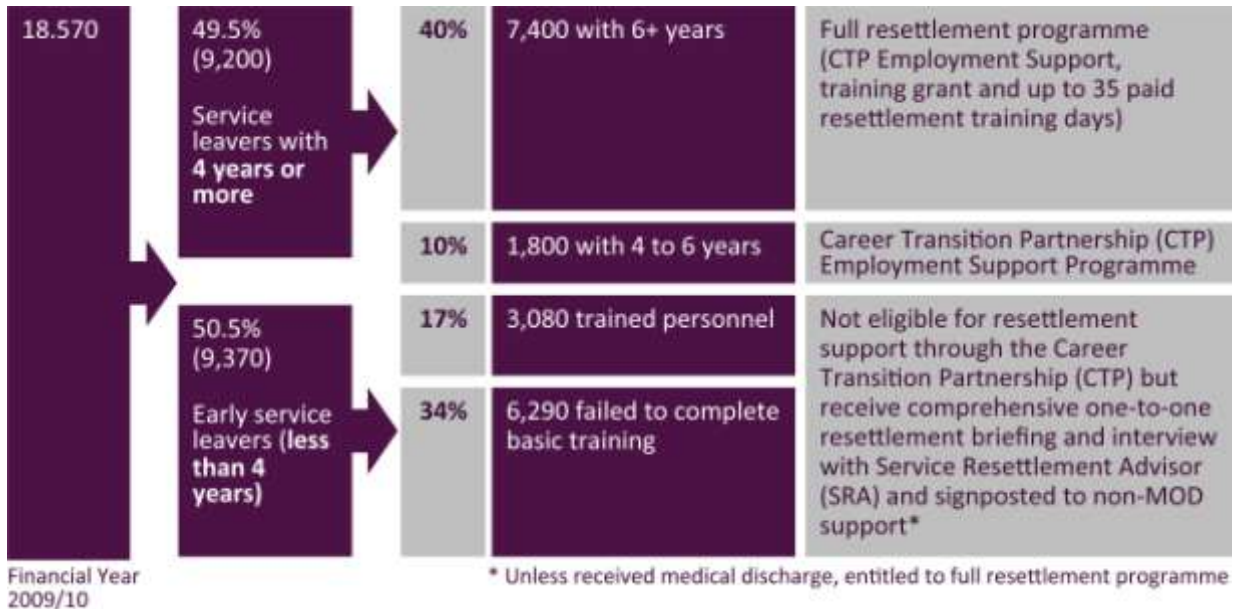 18.570
49.5%
(9,200)
Service
leavers with
4 years or
more
40%
7,400 with 6+ years
Full resettlement programme
(CTP Employment Support,
training grant and up to 35 paid
resettlement training days)
10%
1,800 with 4 to 6 years
Career Transition Partnership (CTP)
Employment Support Programme
50.5%
(9,370)
Early service
leavers (less
than 4
years)
17%
3,080 trained personnel
34%
6,290 failed to complete
basic training
Not eligible for resettlement
support through the Career
Transition Partnership (CTP) but
receive comprehensive one-to-one
resettlement briefing and interview
with Service Resettlement Advisor
(SRA) and signposted to non-MOD
support*
Financial Year
2009/10
* Unless received medical discharge, entitled to full resettlement programme